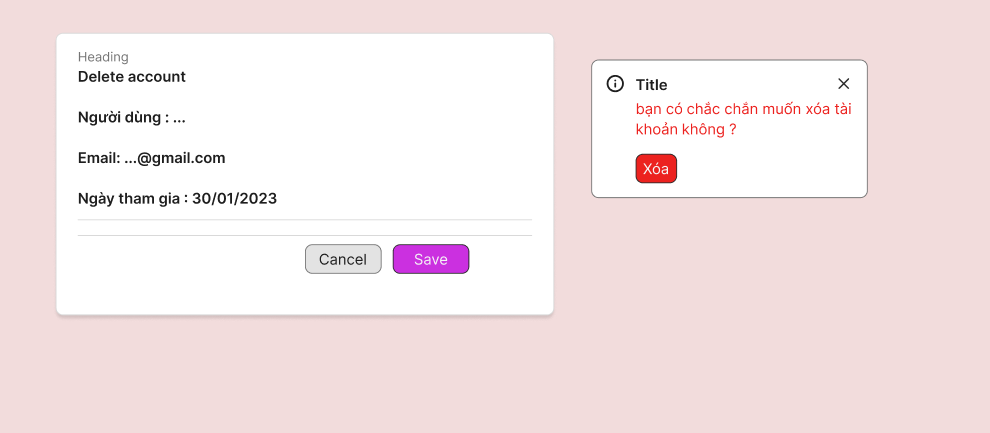 Heading
Delete account
Người dùng : ...
Email: ...@gmail.com
Ngày tham gia : 30/01/2023
Cancel
Save
Title
bạn có chắc chắn muốn xóa tài
khoản không ?
Xóa